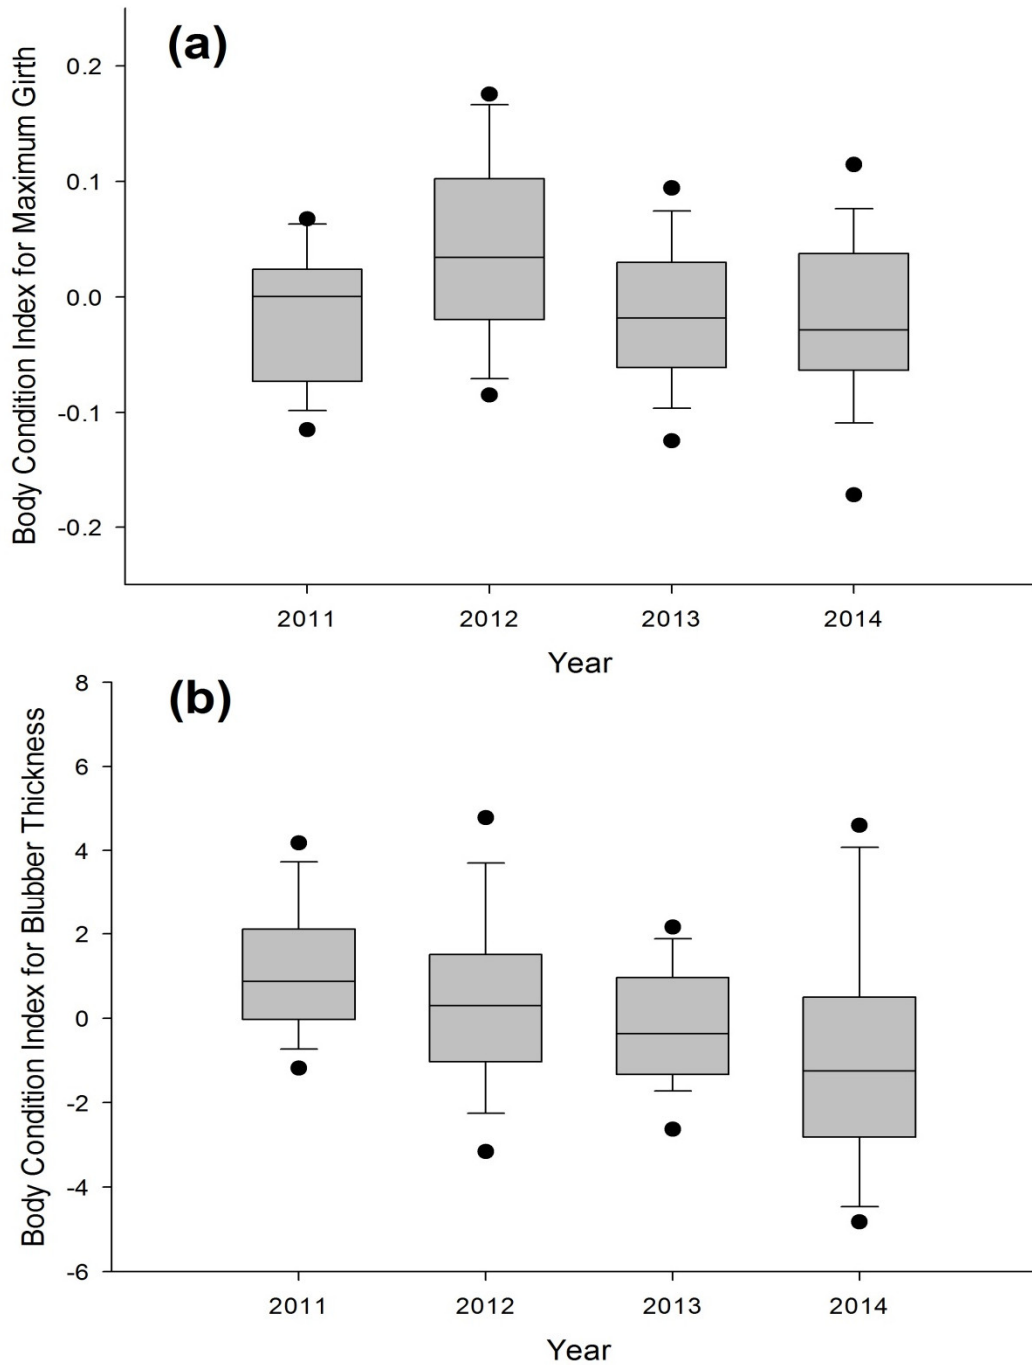 (a)
Body Condition Index for Maximum Girth
0.2
0.1
0.0
-0.1
-0.2
2011 2012 2013 2014
Year
(b)
Body Condition Index for Blubber Thickness
8
6
4
2
0
-2
-4
-6
2011 2012 2013 2014
Year